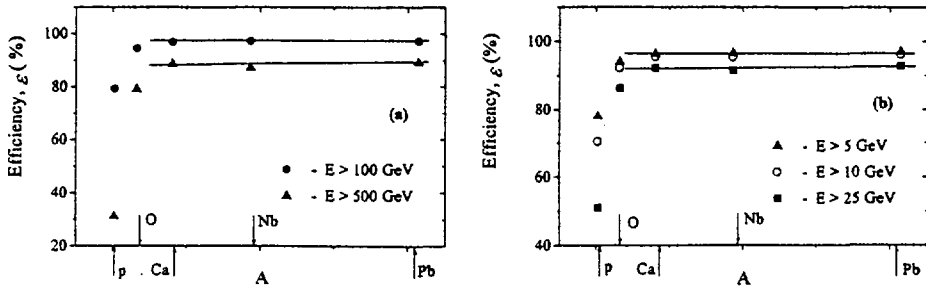 Efficiency, ε (%)
100
80
60
40
20
(a)
- E > 100 GeV
- E > 500 GeV
O
Nb
p
Ca
A
Pb
Efficiency, ε (%)
100
80
60
40
(b)
- E > 5 GeV
- E > 10 GeV
- E > 25 GeV
O
Nb
p
Ca
A
Pb